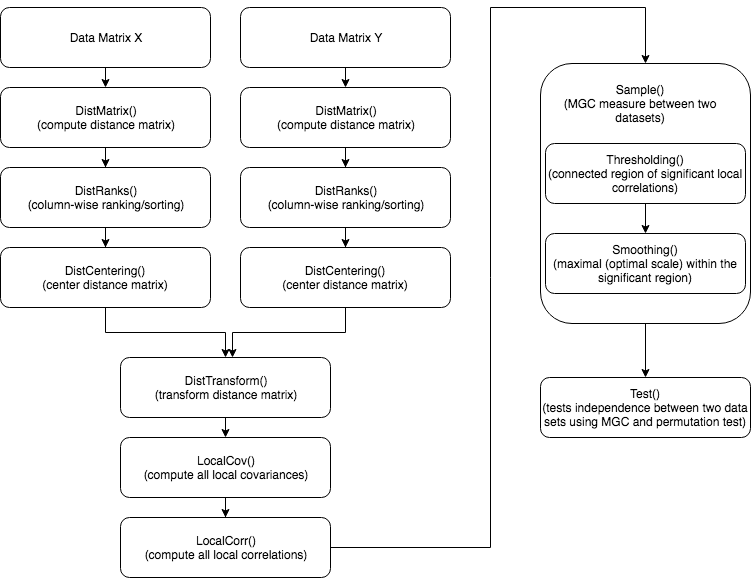 Data Matrix X
Data Matrix Y
DistMatrix()
(compute distance matrix)
DistMatrix()
(compute distance matrix)
DistRanks()
(column-wise ranking/sorting)
DistRanks()
(column-wise ranking/sorting)
DistCentering()
(center distance matrix)
DistCentering()
(center distance matrix)
DistTransform()
(transform distance matrix)
LocalCov()
(compute all local covariances)
LocalCorr()
(compute all local correlations)
Sample()
(MGC measure between two
datasets)
Thresholding()
(connected region of significant local
correlations)
Smoothing()
(maximal (optimal scale) within the
significant region)
Test()
(tests independence between two data
sets using MGC and permutation test)